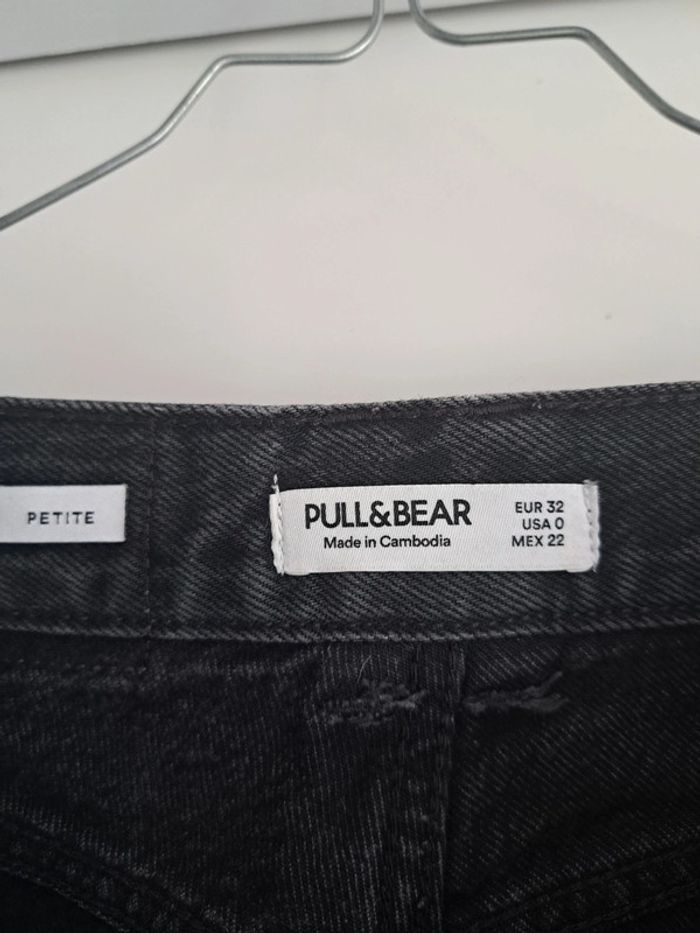 PETITE
PULL&BEAR
Made in Cambodia
EUR 32
USA 0
MEX 22